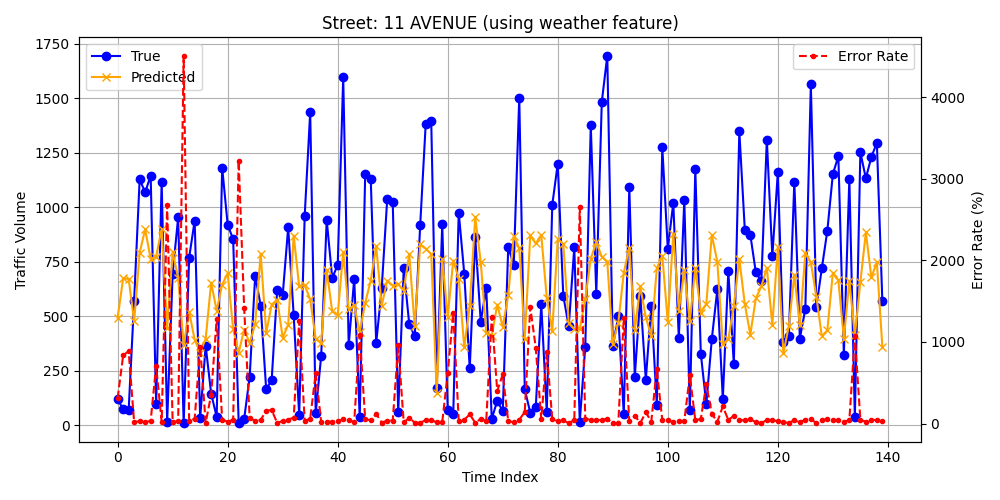 Street: 11 AVENUE (using weather feature)
True
Predicted
Error Rate
Traffic Volume
1750
1500
1250
1000
750
500
250
0
4000
3000
2000
1000
0
Error Rate (%)
0 20 40 60 80 100 120 140
Time Index